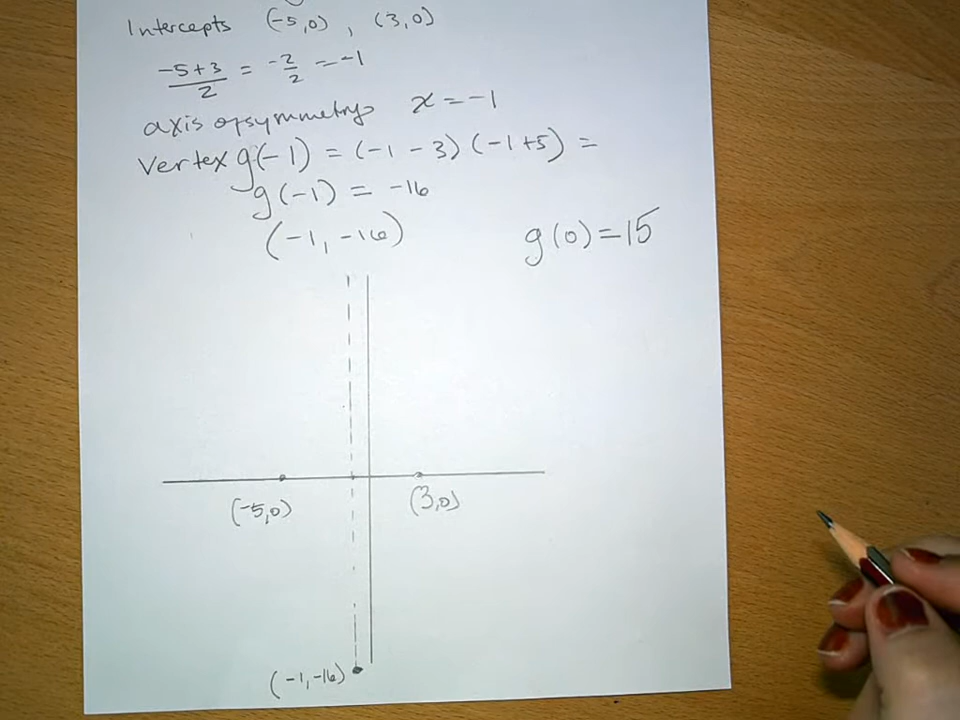 Intercepts (-5,0) , (3,0)
-5+3/2 = -2/2 = -1
axis of symmetry x = -1
Vertex g(-1) = (-1 - 3) (-1+5) =
g(-1) = -16
(-1, -16)
g(0)=15
(-5,0)
(3,0)
(-1,-16)